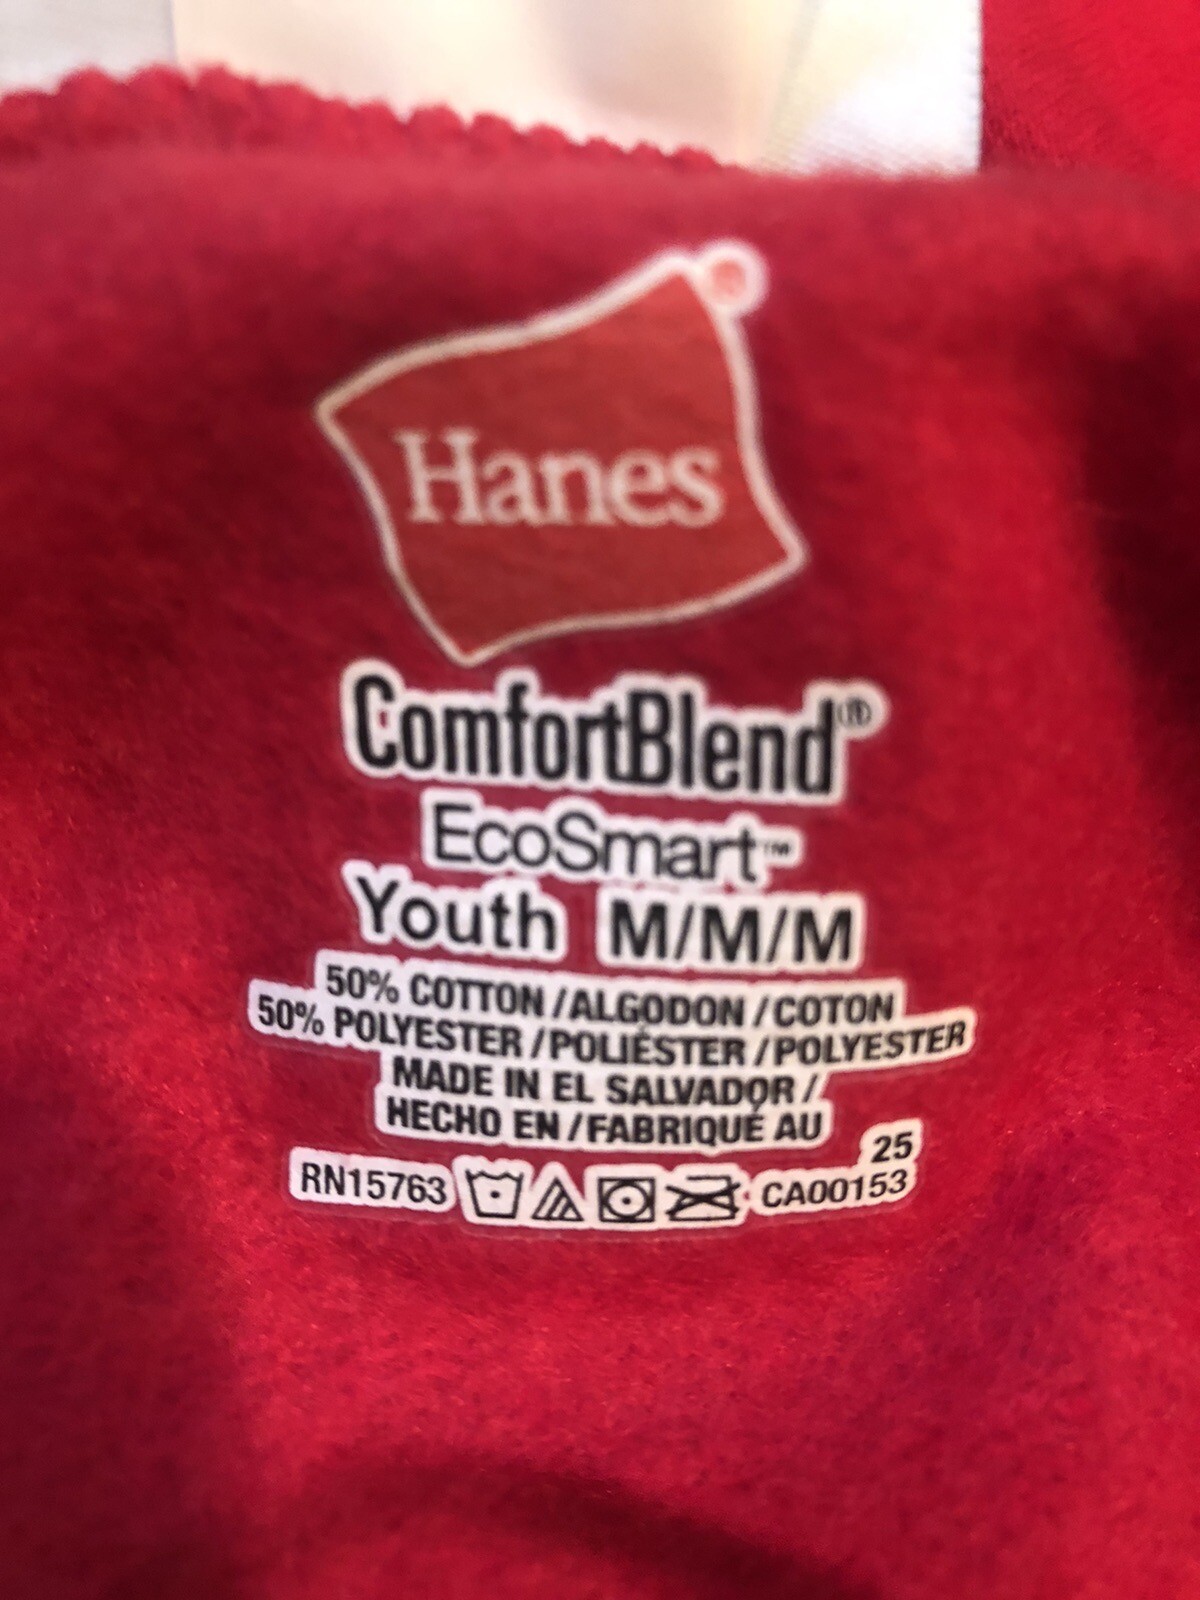 Hanes®
ComfortBlend®
EcoSmart™
Youth M/M/M
50% COTTON/ALGODON/COTON
50% POLYESTER/POLIÉSTER/POLYESTER
MADE IN EL SALVADOR/
HECHO EN/FABRIQUÉ AU
25
RN15763 CA00153